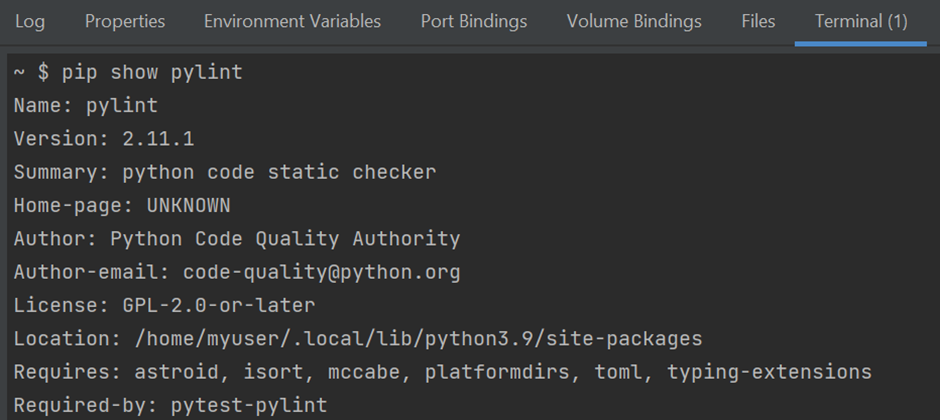 Log Properties Environment Variables Port Bindings Volume Bindings Files Terminal (1)
~ $ pip show pylint
Name: pylint
Version: 2.11.1
Summary: python code static checker
Home-page: UNKNOWN
Author: Python Code Quality Authority
Author-email: code-quality@python.org
License: GPL-2.0-or-later
Location: /home/myuser/.local/lib/python3.9/site-packages
Requires: astroid, isort, mccabe, platformdirs, toml, typing-extensions
Required-by: pytest-pylint